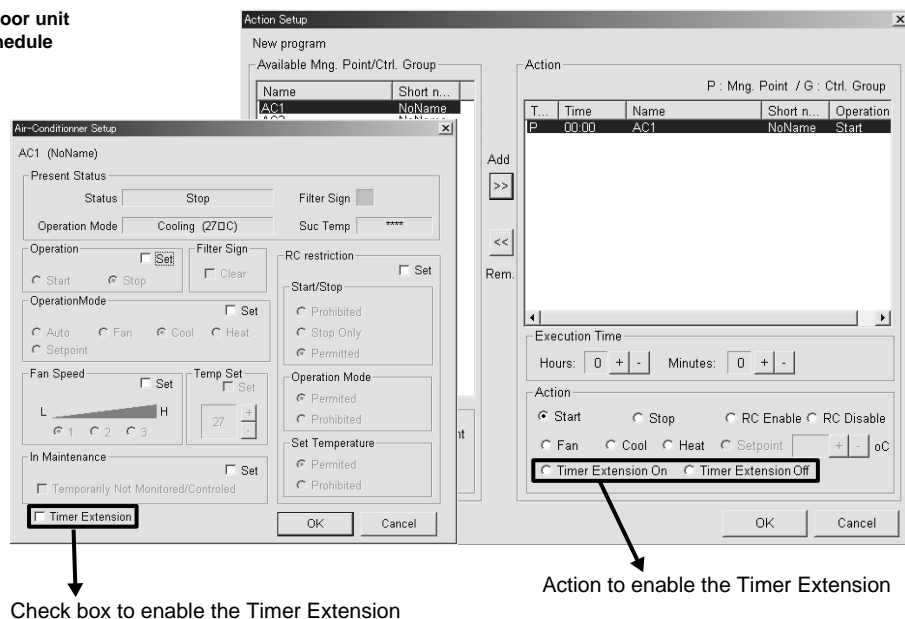 oor unit
hedule
Action Setup
New program
Available Mng. Point/Ctrl. Group
Name Short n...
AC1 NoName
Air-Conditionner Setup
AC1 (NoName)
Present Status
Status Stop Filter Sign
Operation Mode Cooling (27□C) Suc Temp ****
Operation Set
Start Stop
Filter Sign
Clear
OperationMode Set
Auto Fan Cool Heat
Setpoint
Fan Speed Set
L H
1 2 3
Temp Set
Set
27 + -
In Maintenance
Set
Temporarily Not Monitored/Controled
Timer Extension
RC restriction
Set
Start/Stop
Prohibited
Stop Only
Permitted
Operation Mode
Permited
Prohibited
Set Temperature
Permited
Prohibited
OK Cancel
Add
>>
<<
Rem.
nt
Action
P : Mng. Point / G : Ctrl. Group
T... Time Name Short n... Operation
P 00:00 AC1 NoName Start
Execution Time
Hours: 0 + - Minutes: 0 + -
Action
Start Stop RC Enable RC Disable
Fan Cool Heat Setpoint + - oC
Timer Extension On Timer Extension Off
OK Cancel
Action to enable the Timer Extension
Check box to enable the Timer Extension